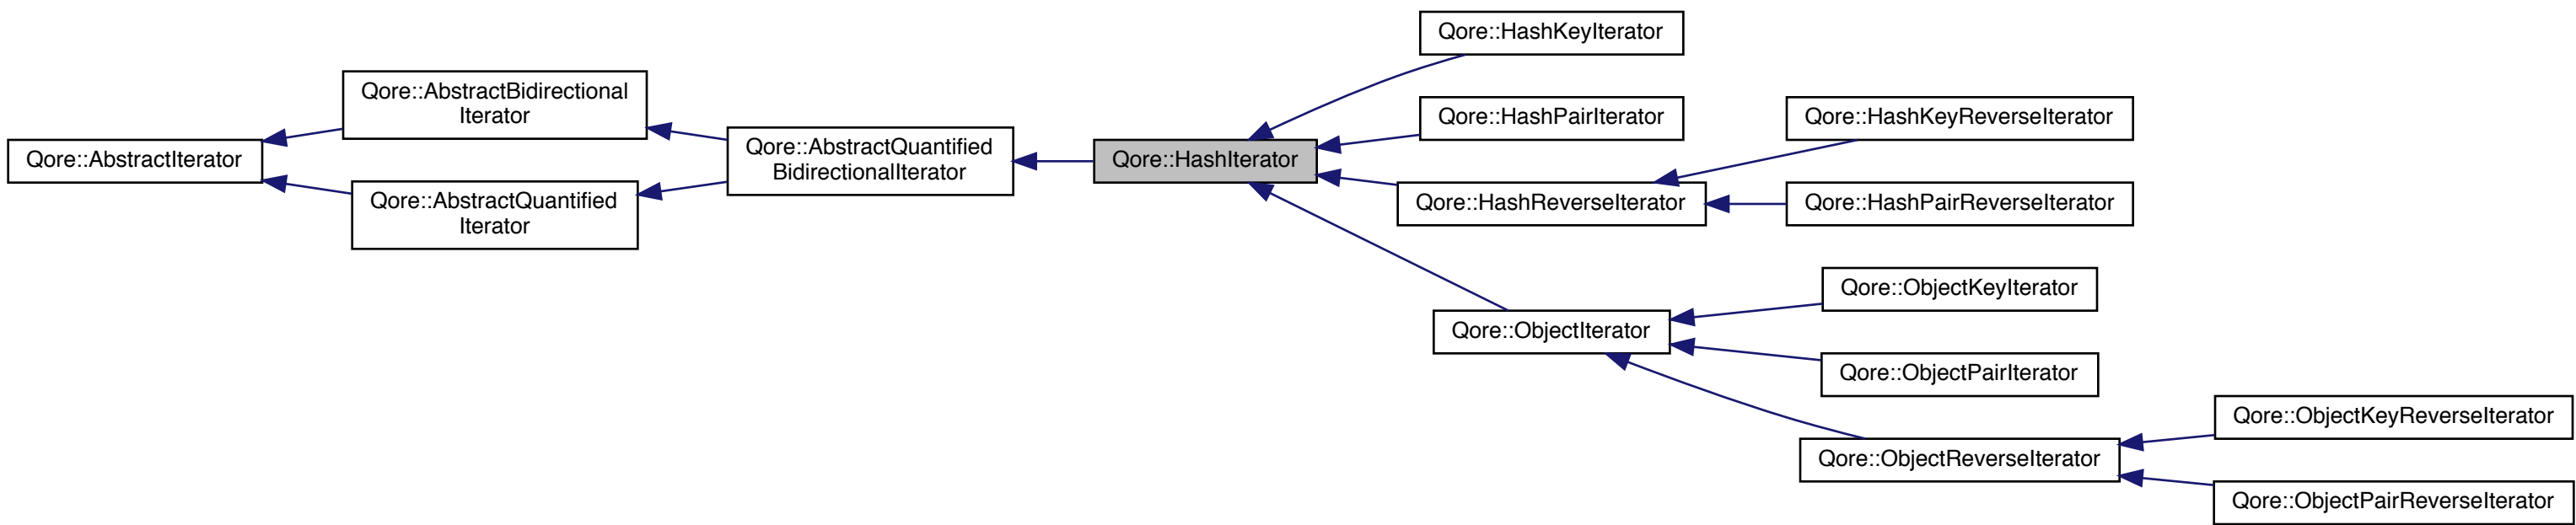 Qore::AbstractIterator
Qore::AbstractBidirectional
Iterator
Qore::AbstractQuantified
Iterator
Qore::AbstractQuantified
BidirectionalIterator
Qore::HashIterator
Qore::HashKeyIterator
Qore::HashPairIterator
Qore::HashReverseIterator
Qore::HashKeyReverseIterator
Qore::HashPairReverseIterator
Qore::ObjectIterator
Qore::ObjectKeyIterator
Qore::ObjectPairIterator
Qore::ObjectReverseIterator
Qore::ObjectKeyReverseIterator
Qore::ObjectPairReverseIterator